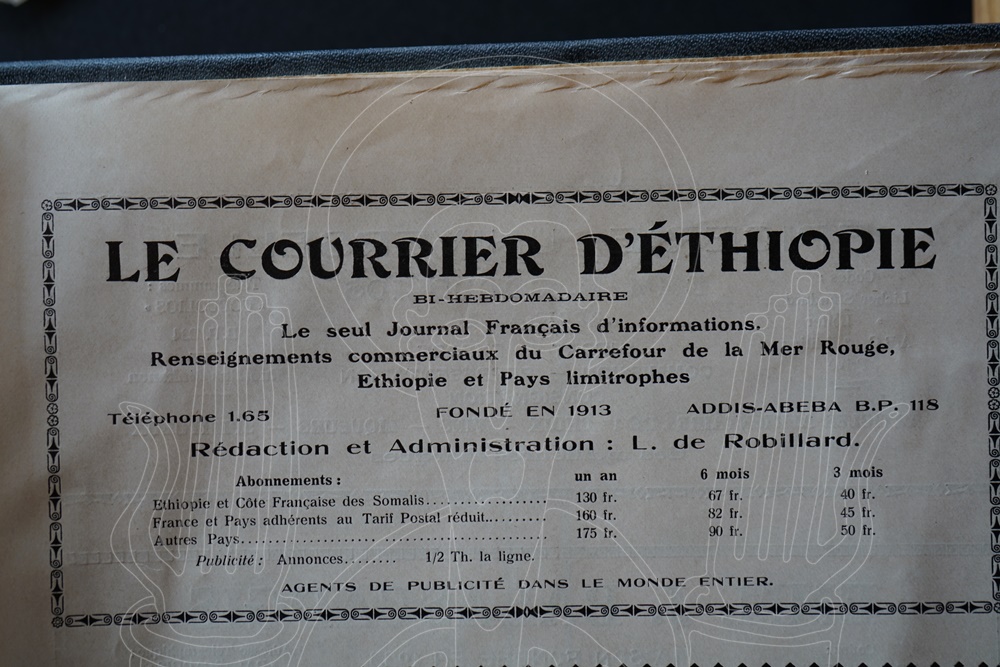 LE COURRIER D'ÉTHIOPIE
BI-HEBDOMADAIRE
Le seul Journal Français d'informations.
Renseignements commerciaux du Carrefour de la Mer Rouge,
Ethiopie et Pays limitrophes
Téléphone 1.65 FONDÉ EN 1913 ADDIS-ABEBA B.P. 118
Rédaction et Administration : L. de Robillard.
Abonnements : un an 6 mois 3 mois
Ethiopie et Côte Française des Somalis.................. 130 fr. 67 fr. 40 fr.
France et Pays adhérents au Tarif Postal réduit.......... 160 fr. 82 fr. 45 fr.
Autres Pays............................................. 175 fr. 90 fr. 50 fr.
Publicité : Annonces........ 1/2 Th. la ligne.
AGENTS DE PUBLICITÉ DANS LE MONDE ENTIER.